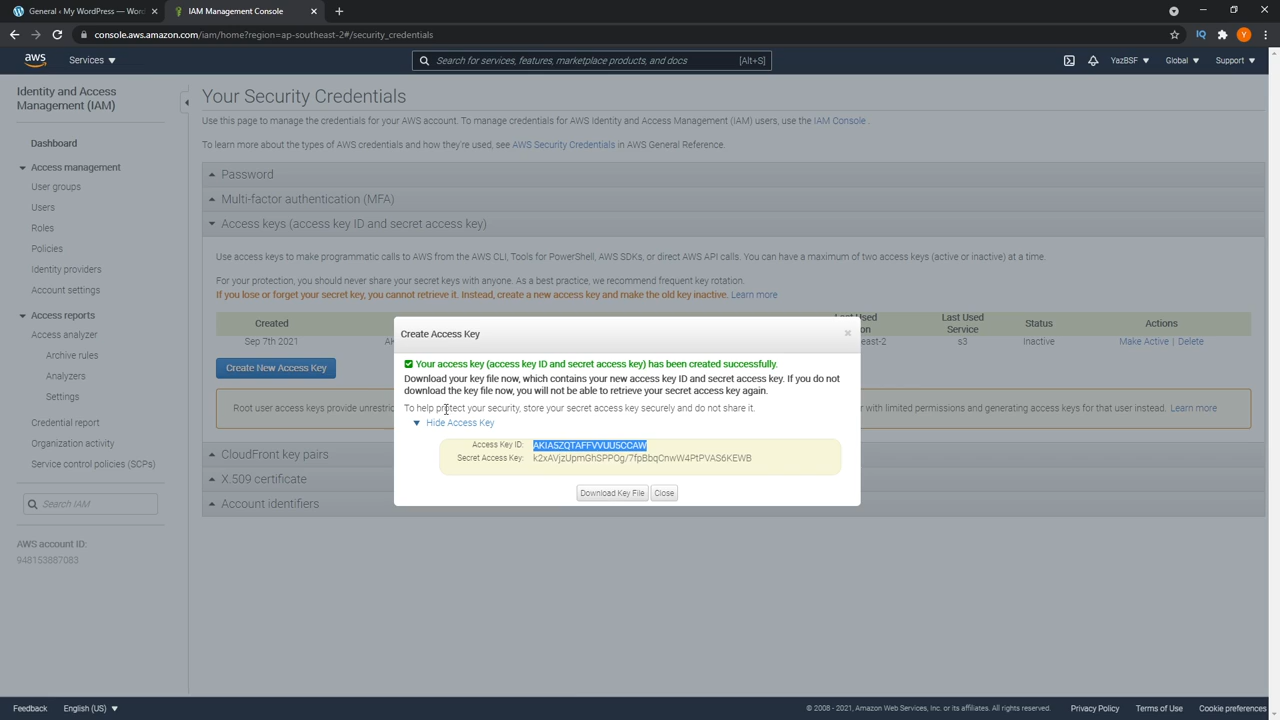 General ‹ My WordPress — Word
IAM Management Console
console.aws.amazon.com/iam/home?region=ap-southeast-2#/security_credentials
IQ
Y
aws
Services
Search for services, features, marketplace products, and docs
[Alt+S]
YazBSF
Global
Support
Identity and Access
Management (IAM)
Dashboard
Access management
User groups
Users
Roles
Policies
Identity providers
Account settings
Access reports
Access analyzer
Archive rules
Analyzers
Settings
Credential report
Organization activity
Service control policies (SCPs)
Search IAM
AWS account ID:
948153887083
Your Security Credentials
Use this page to manage the credentials for your AWS account. To manage credentials for AWS Identity and Access Management (IAM) users, use the IAM Console .
To learn more about the types of AWS credentials and how they're used, see AWS Security Credentials in AWS General Reference.
Password
Multi-factor authentication (MFA)
Access keys (access key ID and secret access key)
Use access keys to make programmatic calls to AWS from the AWS CLI, Tools for PowerShell, AWS SDKs, or direct AWS API calls. You can have a maximum of two access keys (active or inactive) at a time.
For your protection, you should never share your secret keys with anyone. As a best practice, we recommend frequent key rotation.
If you lose or forget your secret key, you cannot retrieve it. Instead, create a new access key and make the old key inactive. Learn more
Created
Last Used
Last Used
Service
Status
Actions
Sep 7th 2021
AK
east-2
s3
Inactive
Make Active | Delete
Create New Access Key
Root user access keys provide unrestric
with limited permissions and generating access keys for that user instead. Learn more
CloudFront key pairs
X.509 certificate
Account identifiers
Create Access Key
Your access key (access key ID and secret access key) has been created successfully.
Download your key file now, which contains your new access key ID and secret access key. If you do not
download the key file now, you will not be able to retrieve your secret access key again.
To help protect your security, store your secret access key securely and do not share it.
Hide Access Key
Access Key ID: AKIA5ZQTAFFVVUU5CCAW
Secret Access Key: k2xAVjzUpmGhSPPOg/7fpBbqCnwW4PtPVAS6KEWB
Download Key File
Close
Feedback
English (US)
© 2008 - 2021, Amazon Web Services, Inc. or its affiliates. All rights reserved.
Privacy Policy
Terms of Use
Cookie preferences